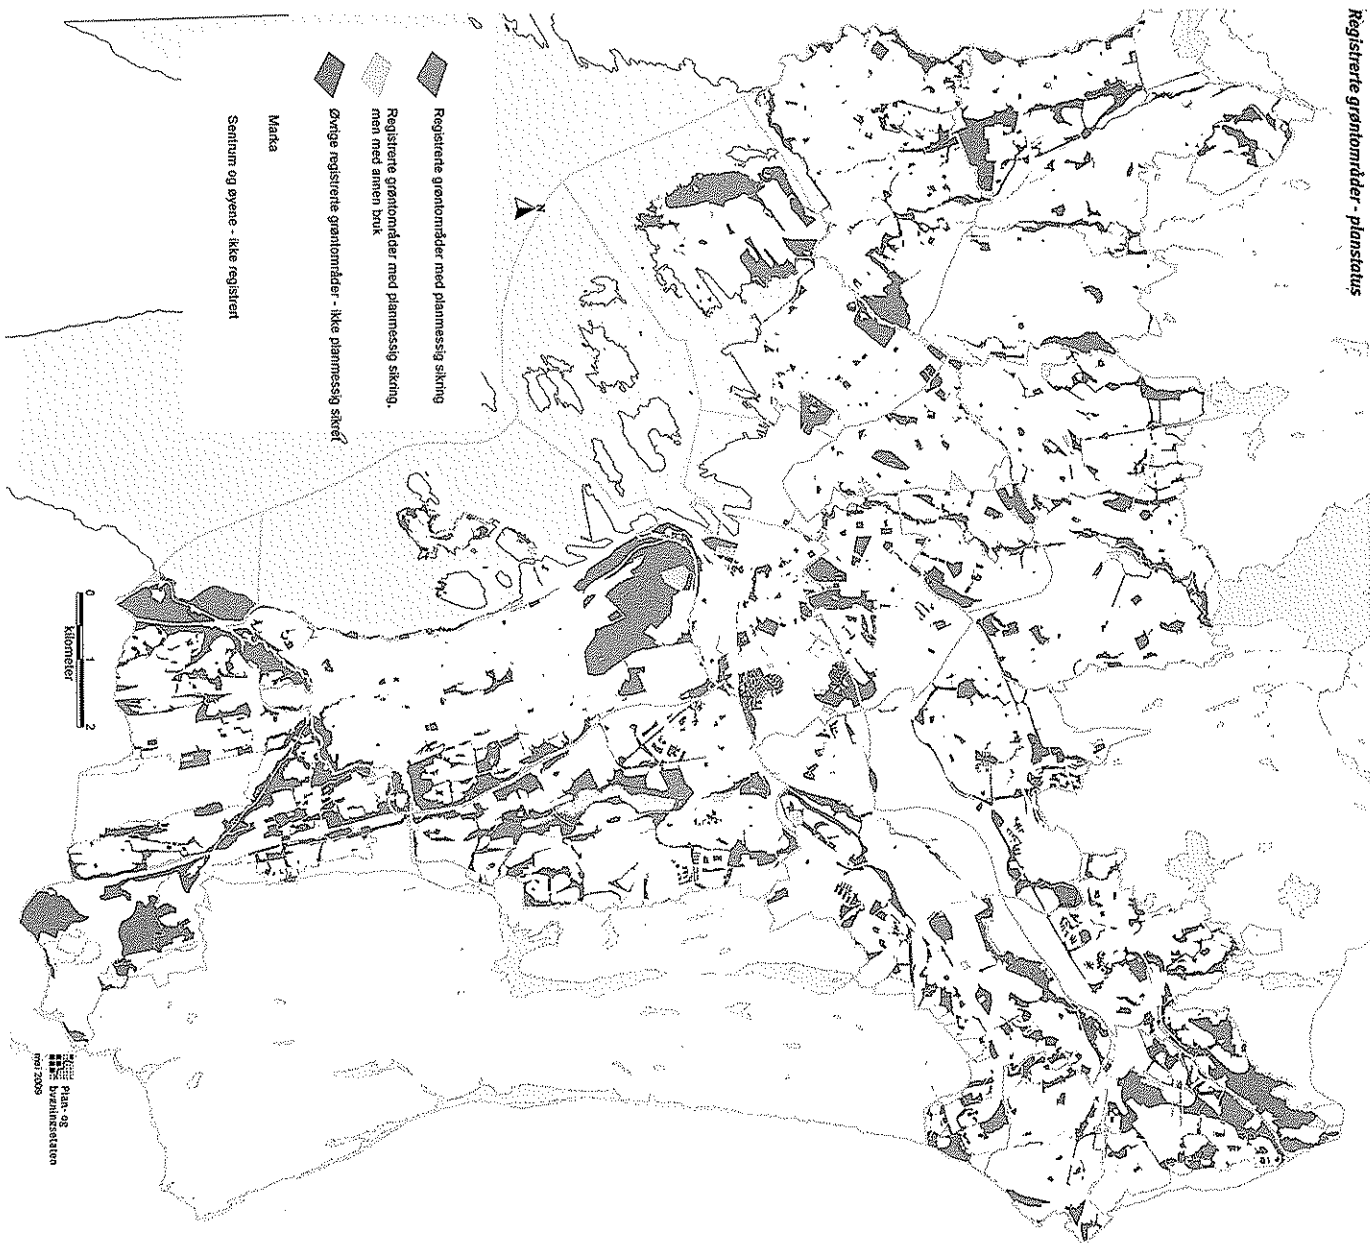 Registrerte grøntområder - planstatus
Registrerte grøntområder med planmessig sikring
Registrerte grøntområder med planmessig sikring,
men med annen bruk
Øvrige registrerte grøntområder - ikke planmessig sikret
Marka
Sentrum og øyene - ikke registrert
N
0 1 2
kilometer
Plan- og
bygningsetaten
mai 2009